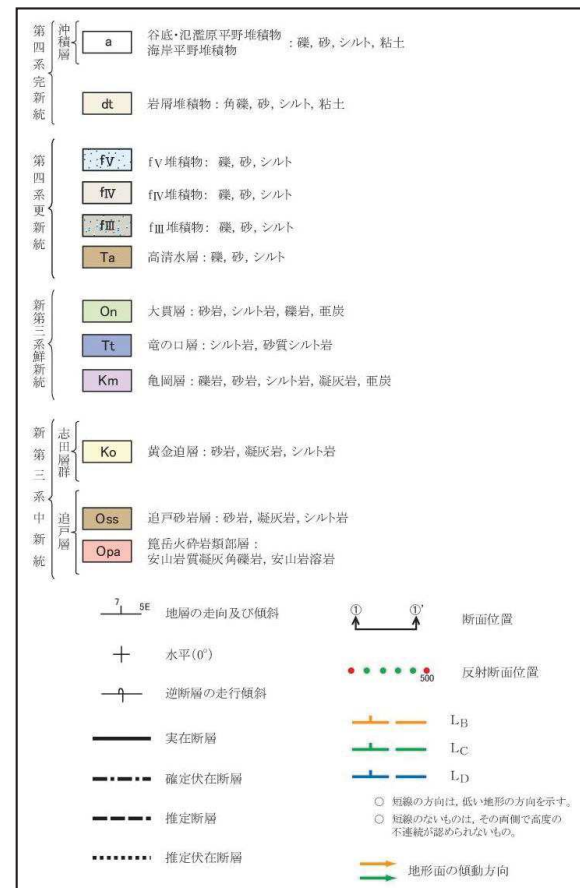 第四系完新統
沖積層
a
谷底・氾濫原平野堆積物
海岸平野堆積物
：礫, 砂, シルト, 粘土
dt
岩屑堆積物：角礫, 砂, シルト, 粘土
第四系更新統
fⅤ
fⅤ堆積物： 礫, 砂, シルト
fⅣ
fⅣ堆積物： 礫, 砂, シルト
fⅢ
fⅢ堆積物： 礫, 砂, シルト
Ta
高清水層：礫, 砂, シルト
新第三系鮮新統
On
大貫層：砂岩, シルト岩, 礫岩, 亜炭
Tt
竜の口層：シルト岩, 砂質シルト岩
Km
亀岡層：礫岩, 砂岩, シルト岩, 凝灰岩, 亜炭
新第三系中新統
志田層群
Ko
黄金迫層：砂岩, 凝灰岩, シルト岩
追戸層
Oss
追戸砂岩層：砂岩, 凝灰岩, シルト岩
Opa
箟岳火砕岩類部層：
安山岩質凝灰角礫岩, 安山岩溶岩
7 5E
地層の走向及び傾斜
水平(0°)
逆断層の走行傾斜
実在断層
確定伏在断層
推定断層
推定伏在断層
① ①'
断面位置
500
反射断面位置
LB
LC
LD
○ 短線の方向は, 低い地形の方向を示す。
○ 短線のないものは, その両側で高度の
不連続が認められないもの。
地形面の傾動方向